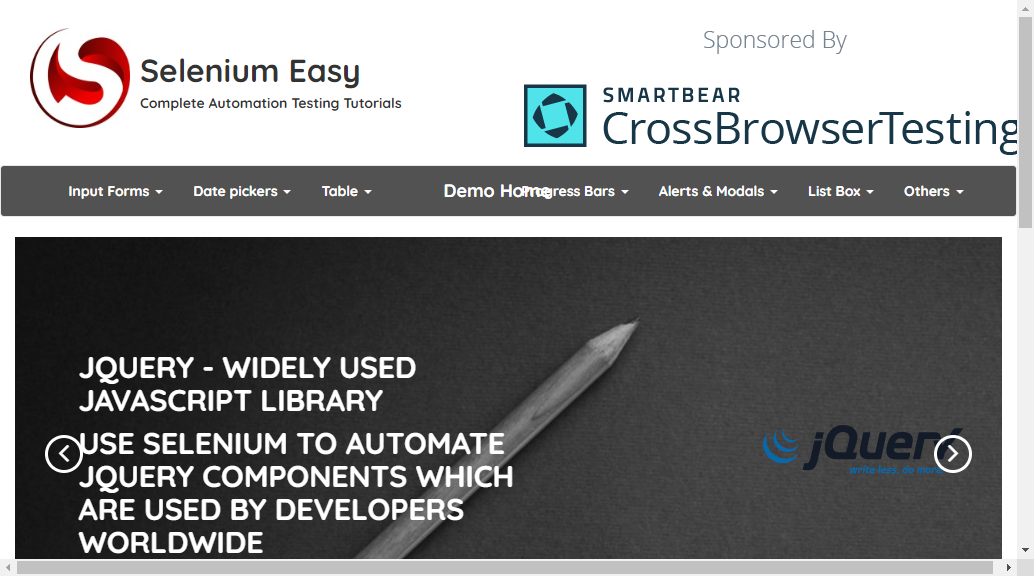 Selenium Easy
Complete Automation Testing Tutorials
Sponsored By
SMARTBEAR
CrossBrowserTesting
Input Forms
Date pickers
Table
Demo Home
Progress Bars
Alerts & Modals
List Box
Others
JQUERY - WIDELY USED
JAVASCRIPT LIBRARY
USE SELENIUM TO AUTOMATE
JQUERY COMPONENTS WHICH
ARE USED BY DEVELOPERS
WORLDWIDE
jQuery
write less, do more